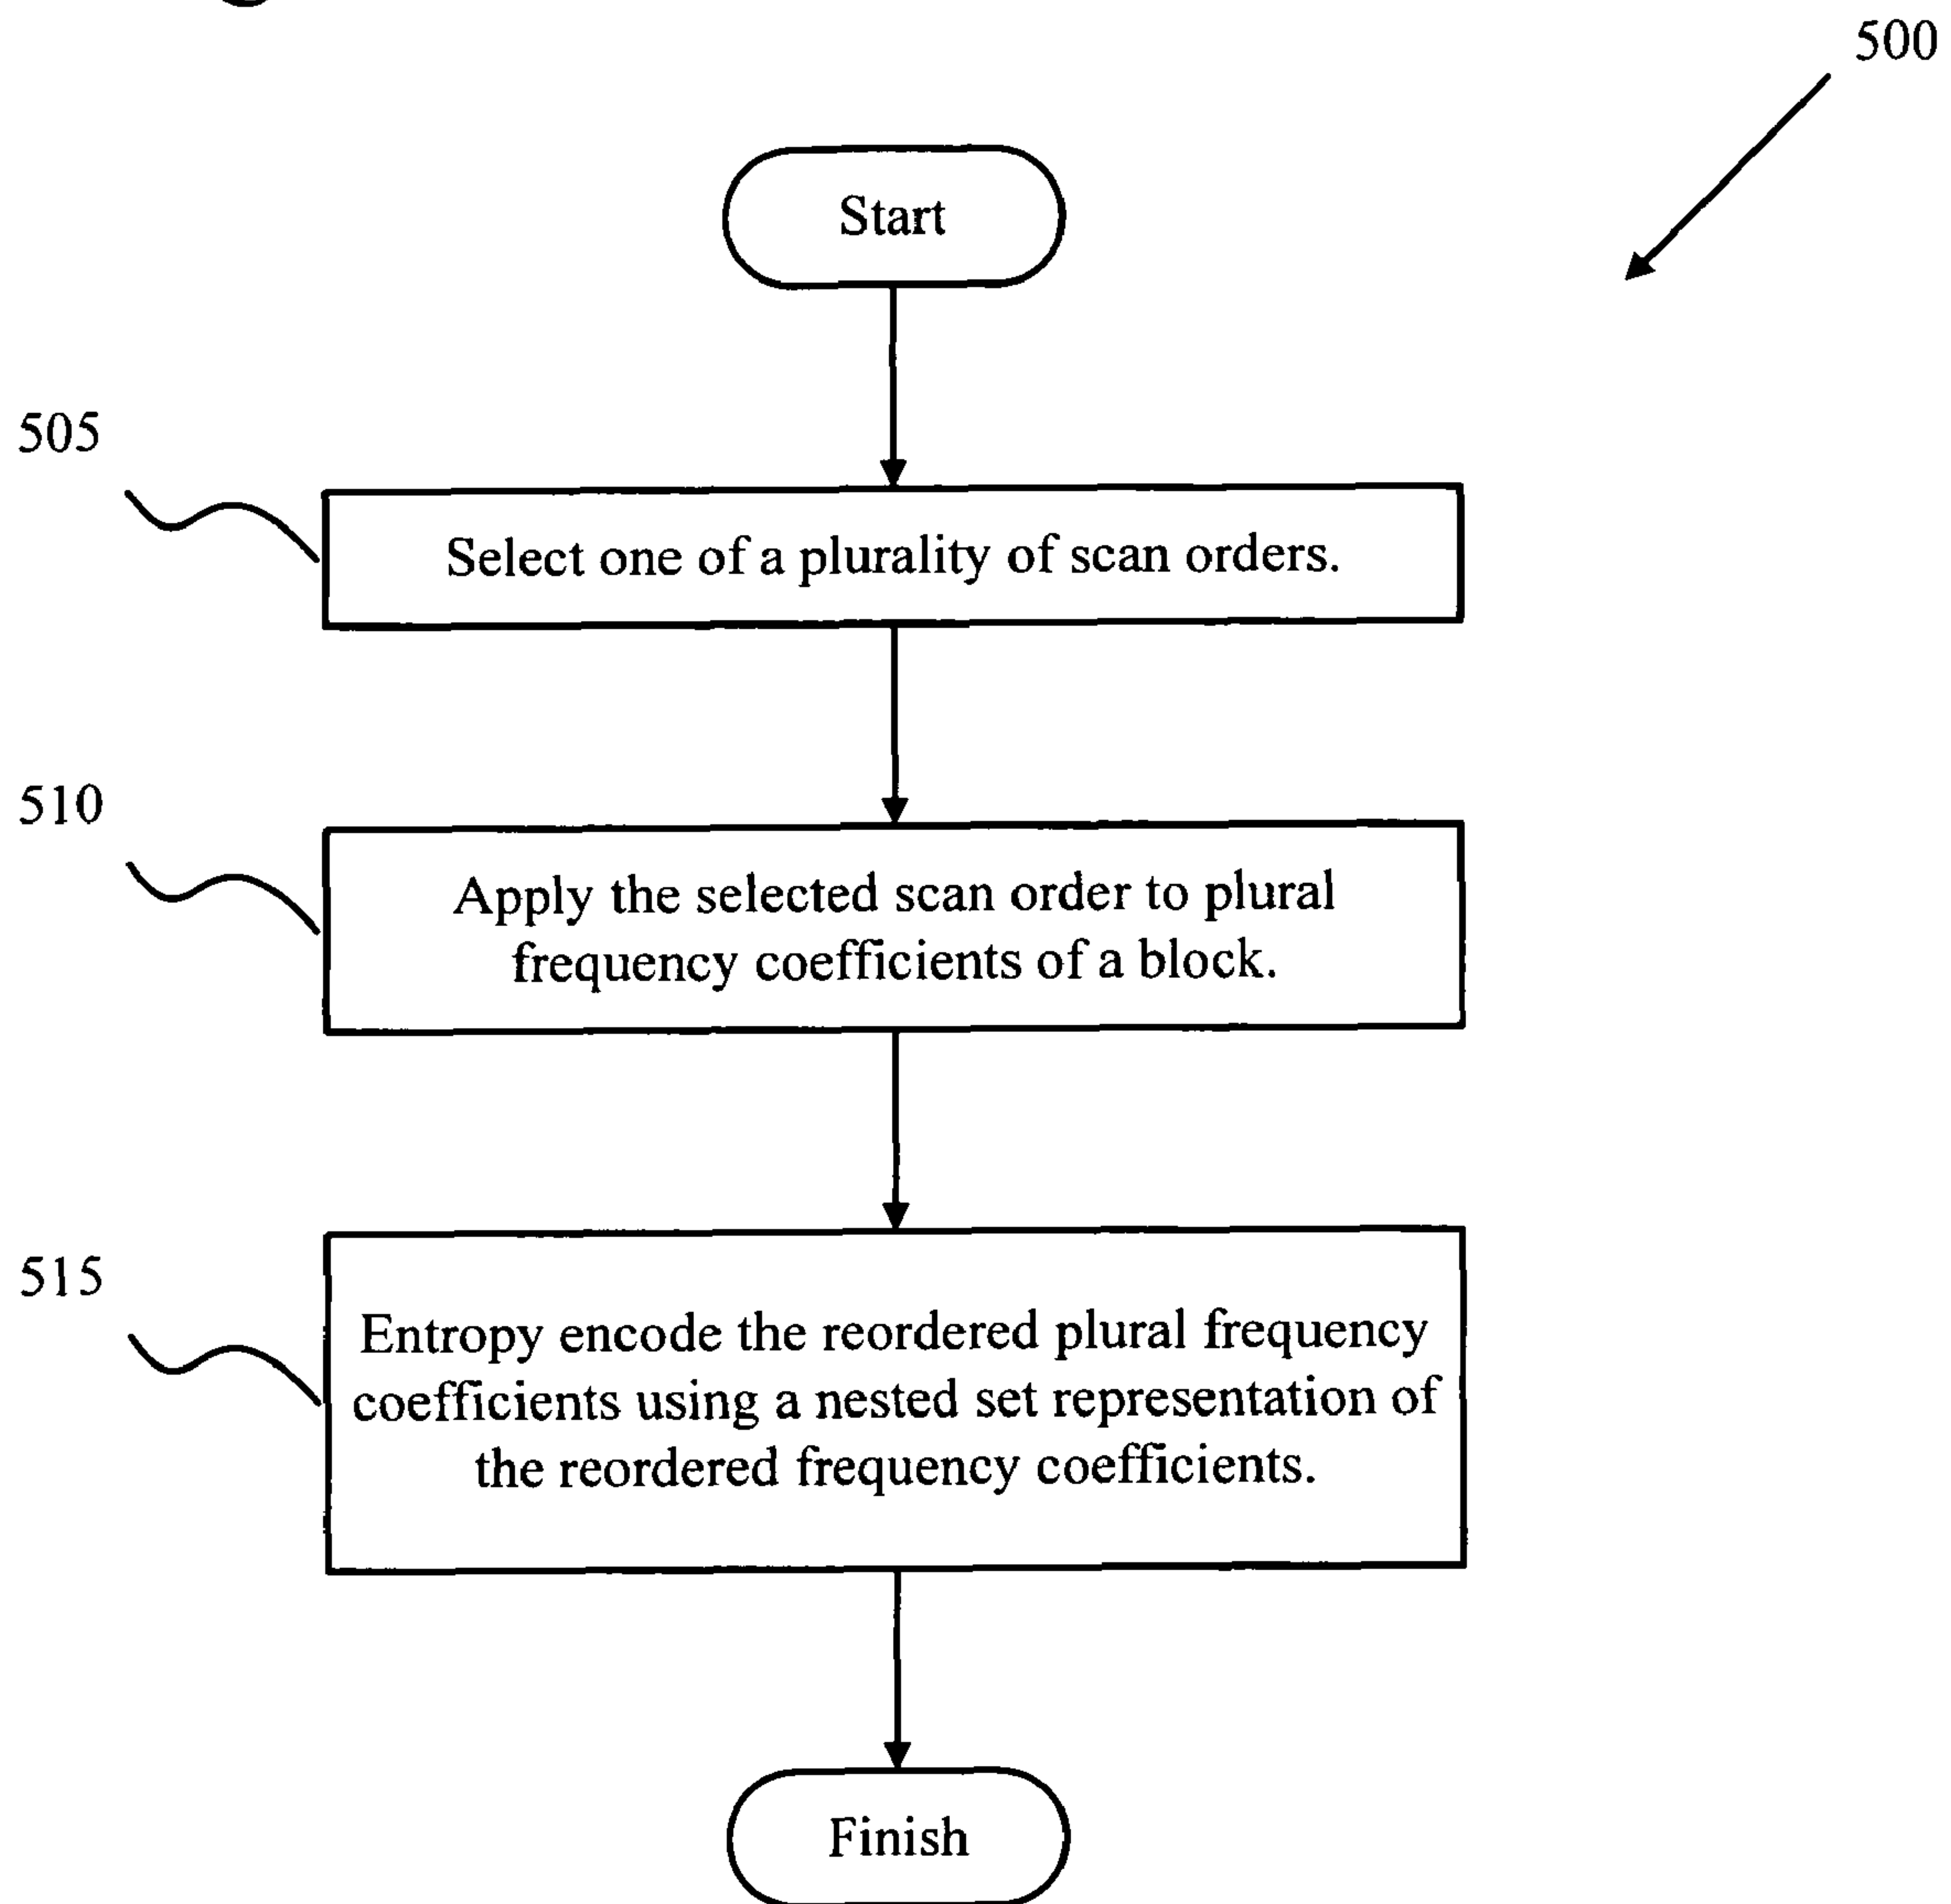 500
Start
505
Select one of a plurality of scan orders.
510
Apply the selected scan order to plural
frequency coefficients of a block.
515
Entropy encode the reordered plural frequency
coefficients using a nested set representation of
the reordered frequency coefficients.
Finish